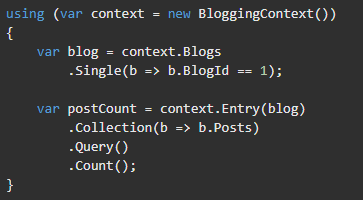 using (var context = new BloggingContext())
{
    var blog = context.Blogs
        .Single(b => b.BlogId == 1);

    var postCount = context.Entry(blog)
        .Collection(b => b.Posts)
        .Query()
        .Count();
}